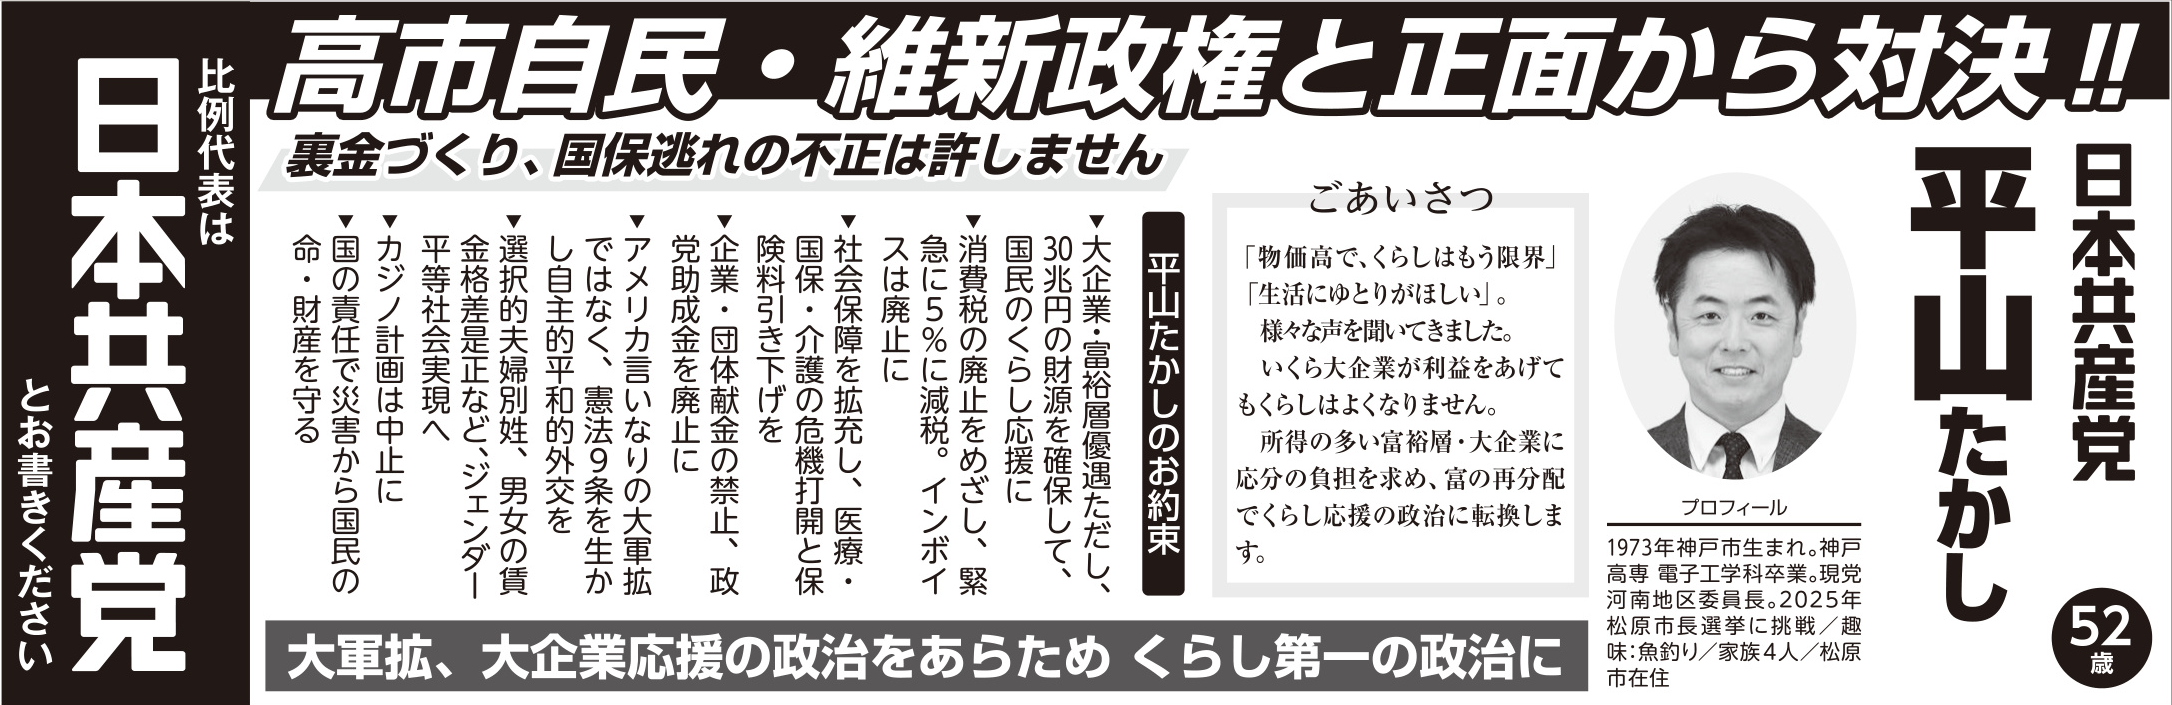 高市自民・維新政権と正面から対決!!
裏金づくり、国保逃れの不正は許しません
日本共産党
平山たかし
52歳
プロフィール
1973年神戸市生まれ。神戸
高専 電子工学科卒業。現党
河南地区委員長。2025年
松原市長選挙に挑戦／趣
味：魚釣り／家族4人／松原
市在住
ごあいさつ
「物価高で、くらしはもう限界」
「生活にゆとりがほしい」。
様々な声を聞いてきました。
いくら大企業が利益をあげて
もくらしはよくなりません。
所得の多い富裕層・大企業に
応分の負担を求め、富の再分配
でくらし応援の政治に転換しま
す。
平山たかしのお約束
▼大企業・富裕層優遇ただし、
30兆円の財源を確保して、
国民のくらし応援に
▼消費税の廃止をめざし、緊
急に5％に減税。インボイ
スは廃止に
▼社会保障を拡充し、医療・
国保・介護の危機打開と保
険料引き下げを
▼企業・団体献金の禁止、政
党助成金を廃止に
▼アメリカ言いなりの大軍拡
ではなく、憲法9条を生か
し自主的平和的外交を
▼選択的夫婦別姓、男女の賃
金格差是正など、ジェンダー
平等社会実現へ
▼カジノ計画は中止に
▼国の責任で災害から国民の
命・財産を守る
大軍拡、大企業応援の政治をあらため くらし第一の政治に
比例代表は
日本共産党
とお書きください